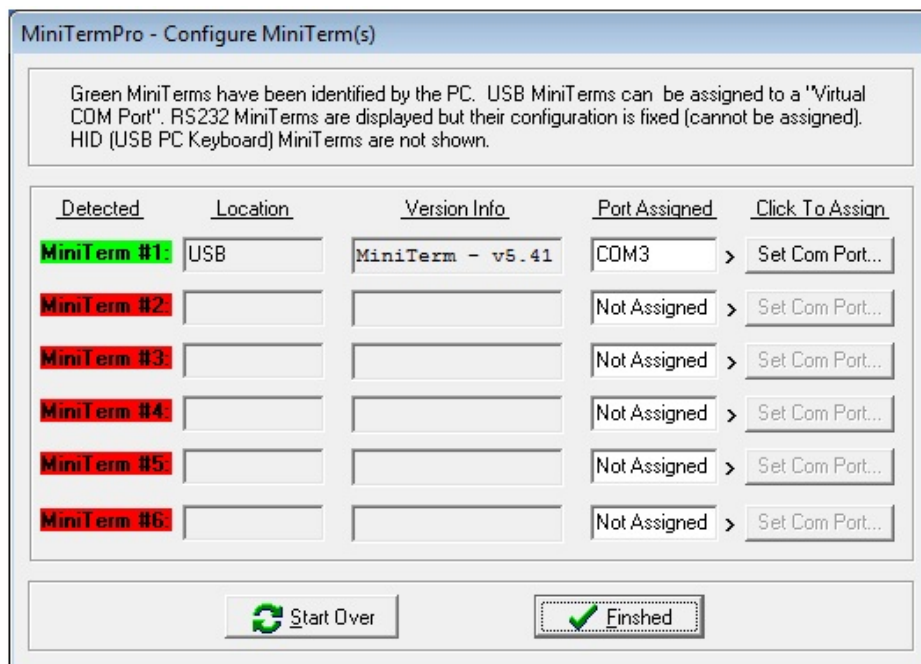 MiniTermPro - Configure MiniTerm(s)
Green MiniTerms have been identified by the PC.  USB MiniTerms can  be assigned to a "Virtual
COM Port". RS232 MiniTerms are displayed but their configuration is fixed (cannot be assigned).
HID (USB PC Keyboard) MiniTerms are not shown.
Detected Location Version Info Port Assigned Click To Assign
MiniTerm #1: USB MiniTerm - v5.41 COM3 > Set Com Port...
MiniTerm #2: Not Assigned > Set Com Port...
MiniTerm #3: Not Assigned > Set Com Port...
MiniTerm #4: Not Assigned > Set Com Port...
MiniTerm #5: Not Assigned > Set Com Port...
MiniTerm #6: Not Assigned > Set Com Port...
Start Over Finshed